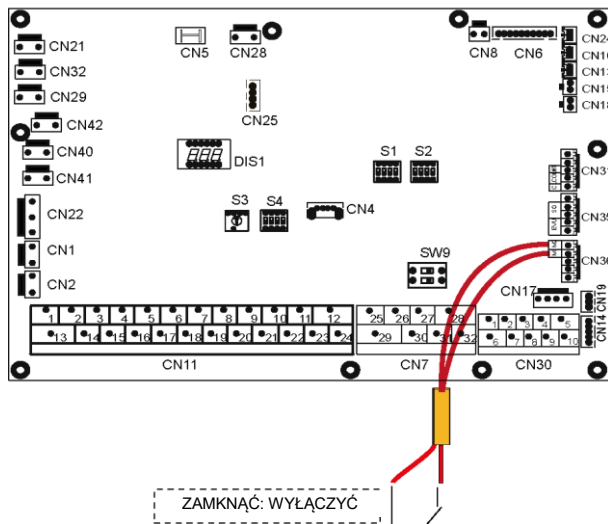 CN21
CN5
CN28
CN8
CN6
CN24
CN16
CN32
CN13
CN29
CN15
CN25
CN18
CN42
DIS1
S1
S2
CN40
CN31
CN41
S3
S4
CN4
CN22
CN35
SW9
CN1
CN36
CN17
CN2
CN19
CN14
1 2 3 4 5 6 7 8 9 10 11 12
25 26 27 28
1 2 3 4 5
13 14 15 16 17 18 19 20 21 22 23 24
29 30 31 32
6 7 8 9 10
CN11
CN7
CN30
ZAMKNĄĆ: WYŁĄCZYĆ